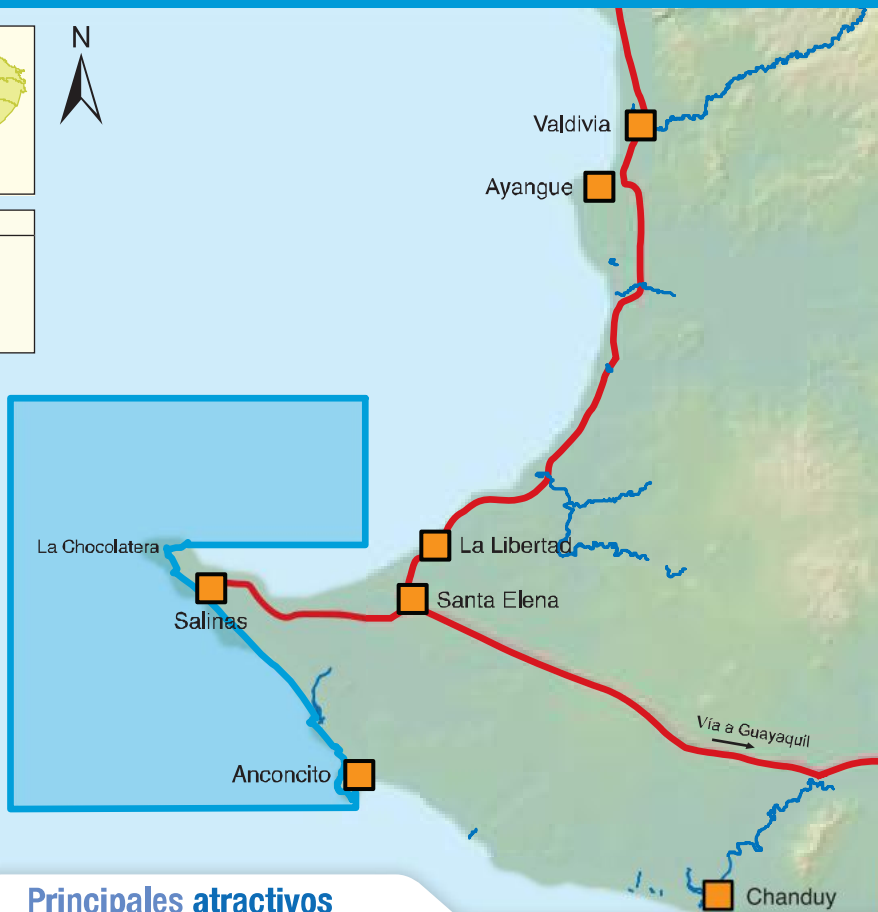 N
Valdivia
Ayangue
La Chocolatera
La Libertad
Santa Elena
Salinas
Vía a Guayaquil
Anconcito
Chanduy
Principales atractivos